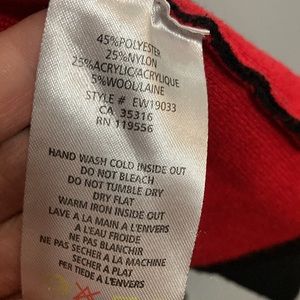 45%POLYESTER
25%NYLON
25%ACRYLIC/ACRYLIQUE
5%WOOL/LAINE
STYLE # EW19033
CA 35316
RN 119556
HAND WASH COLD INSIDE OUT
DO NOT BLEACH
DO NOT TUMBLE DRY
DRY FLAT
WARM IRON INSIDE OUT
LAVE A LA MAIN A L'ENVERS
A L'EAU FROIDE
NE PAS BLANCHIR
NE PAS SECHER A LA MACHINE
SECHER A PLAT
PER TIEDE A L'ENVERS